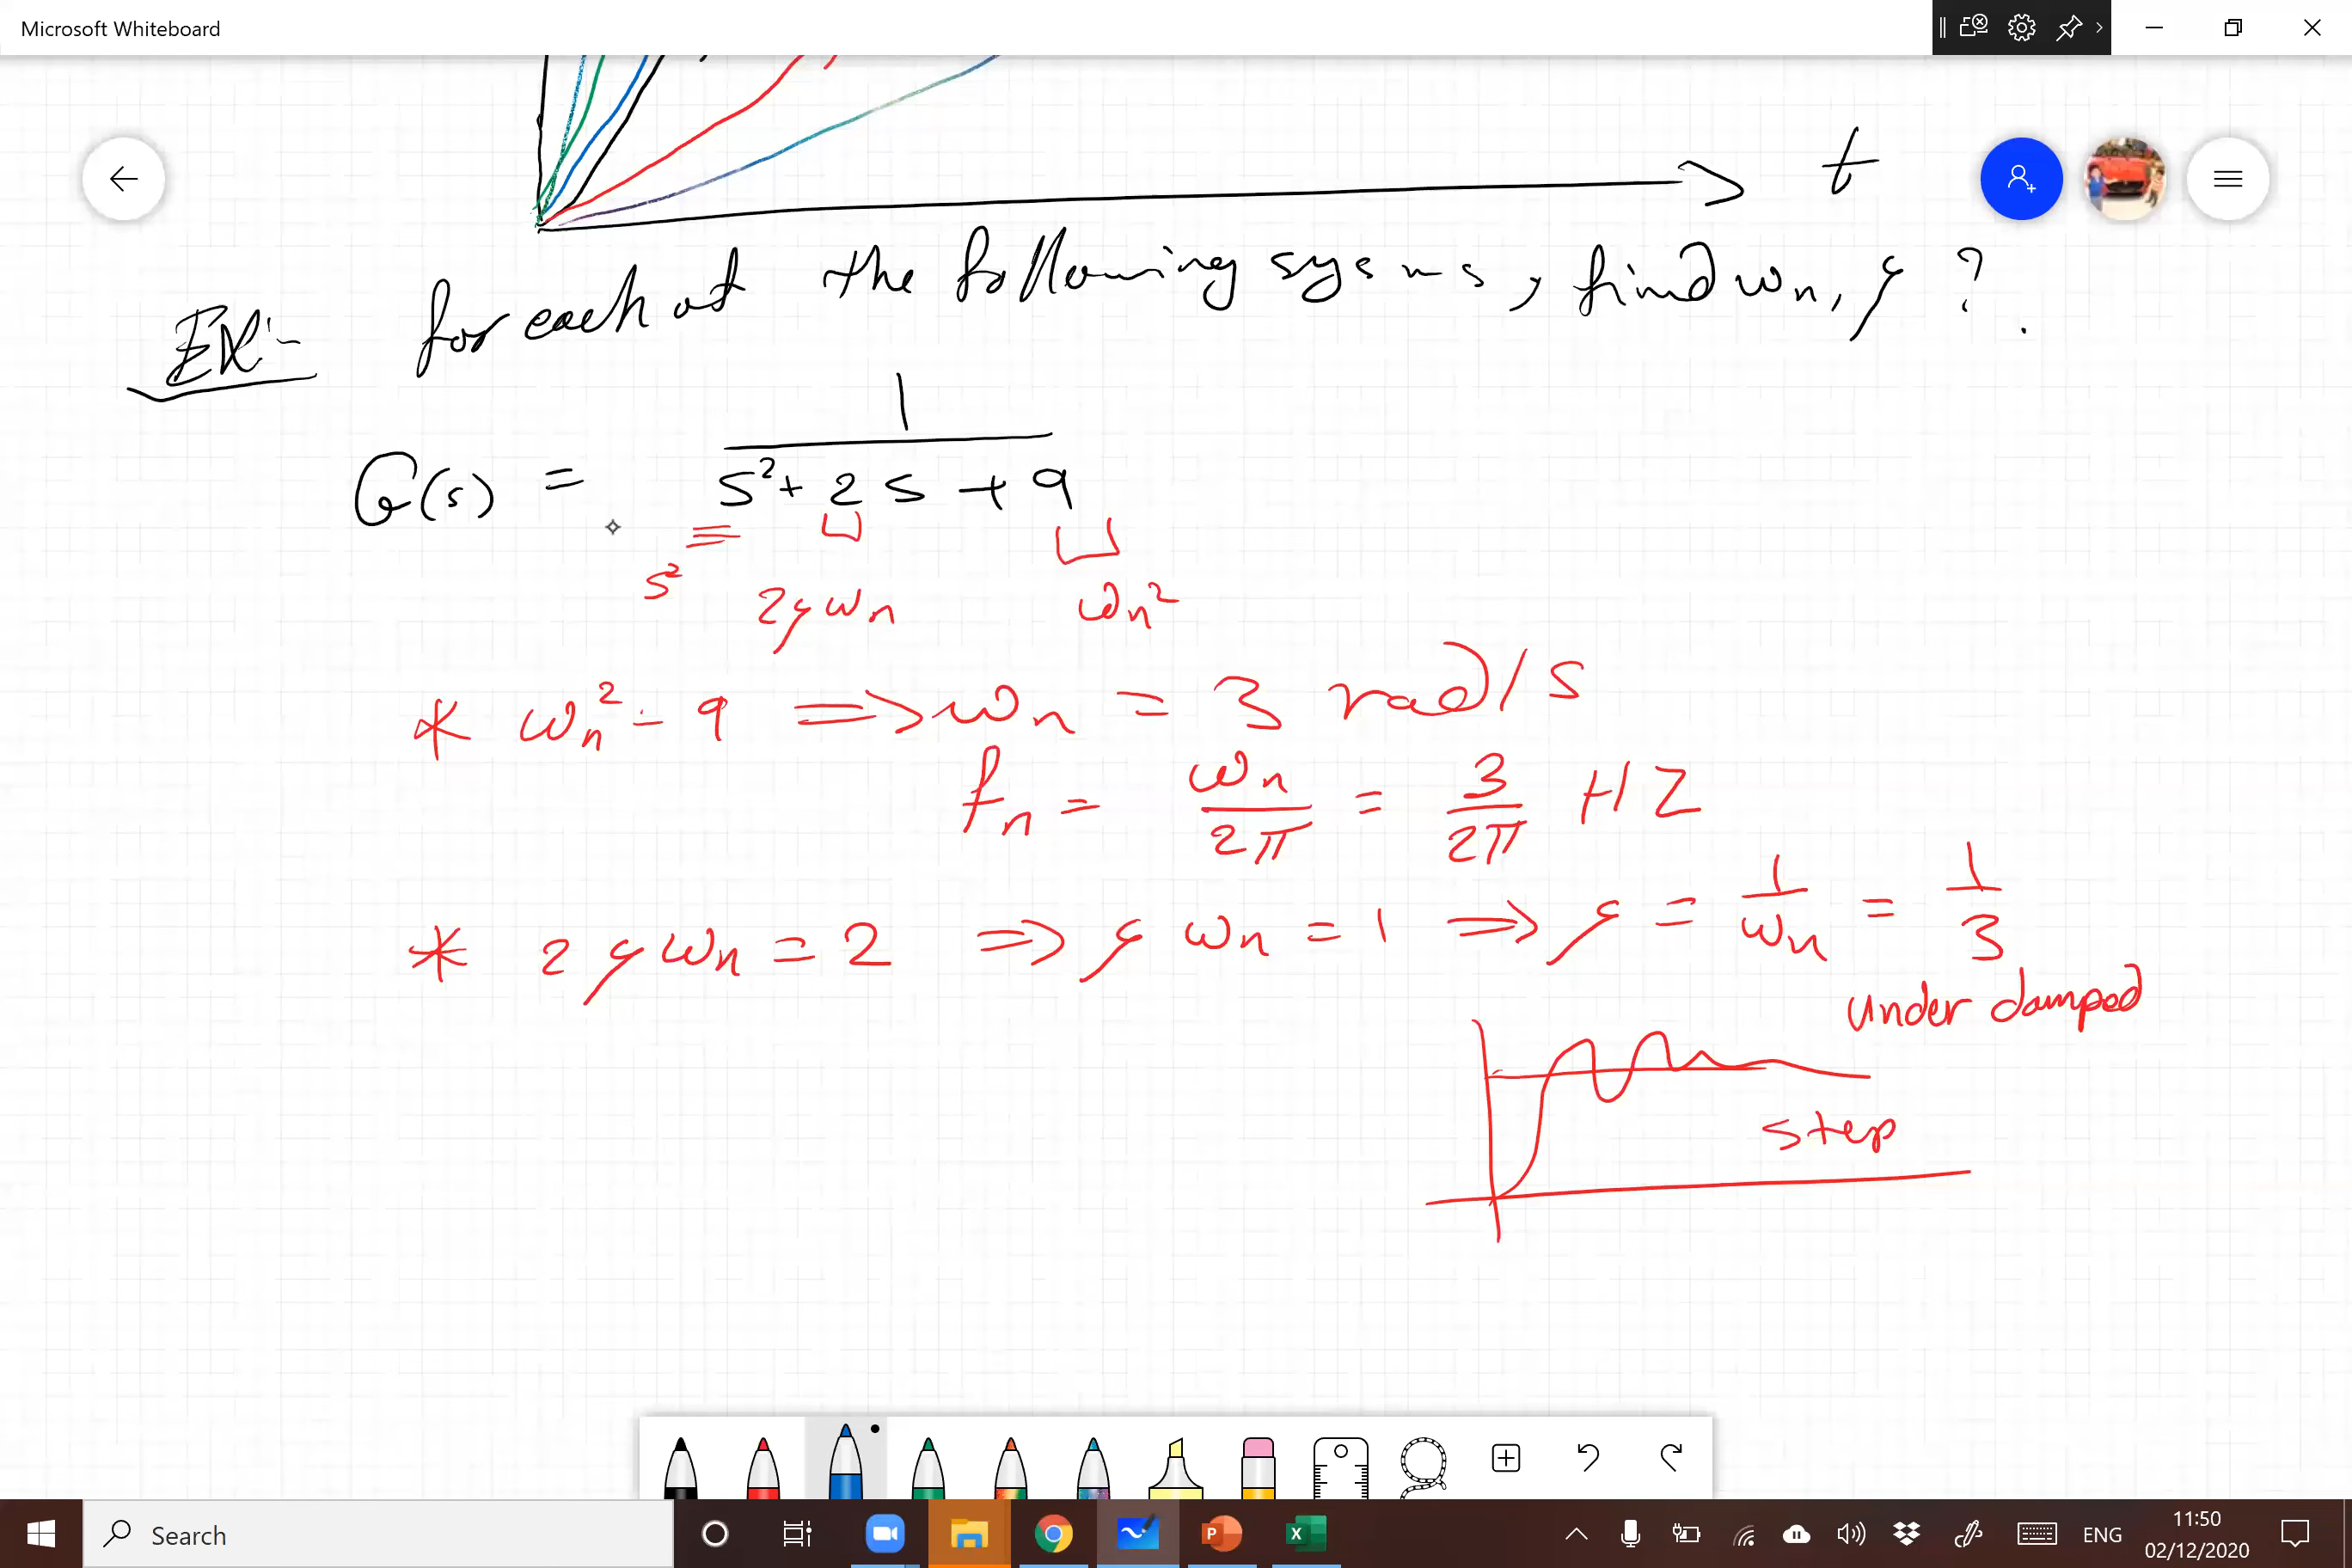 Microsoft Whiteboard
t
EX:- for each of the following sysms, find ωn, ζ ?.
G(s) = 1 / s² + 2 s + 9
s² 2ζωn ωn²
* ωn² = 9 ⟹ ωn = 3 rad/s
fn = ωn / 2π = 3 / 2π HZ
* 2ζωn = 2 ⟹ ζωn = 1 ⟹ ζ = 1 / ωn = 1 / 3
under damped
step
Search
P
X
ENG
11:50
02/12/2020